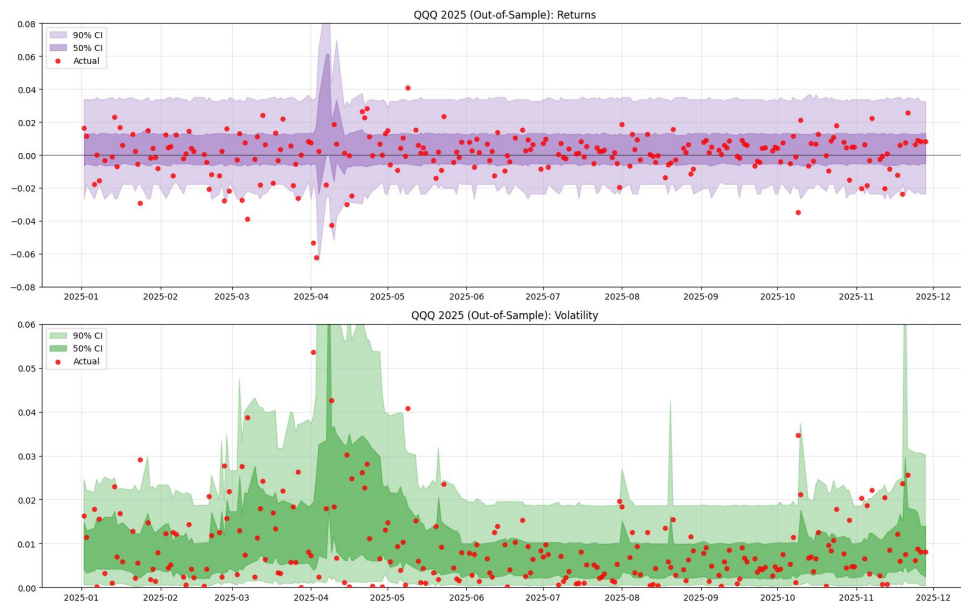 QQQ 2025 (Out-of-Sample): Returns
0.08
0.06
0.04
0.02
0.00
−0.02
−0.04
−0.06
−0.08
90% CI
50% CI
Actual
2025-01 2025-02 2025-03 2025-04 2025-05 2025-06 2025-07 2025-08 2025-09 2025-10 2025-11 2025-12
QQQ 2025 (Out-of-Sample): Volatility
0.06
0.05
0.04
0.03
0.02
0.01
0.00
90% CI
50% CI
Actual
2025-01 2025-02 2025-03 2025-04 2025-05 2025-06 2025-07 2025-08 2025-09 2025-10 2025-11 2025-12